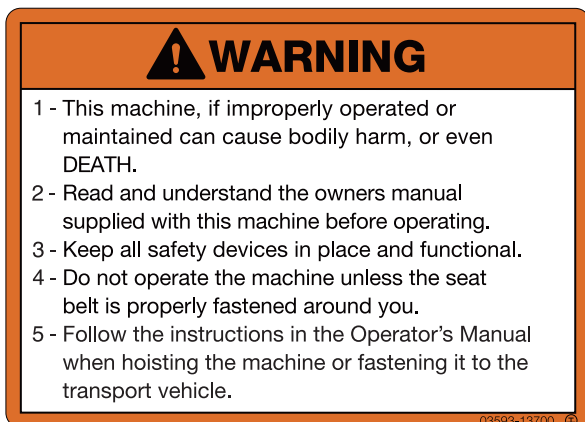 WARNING
1 - This machine, if improperly operated or
maintained can cause bodily harm, or even
DEATH.
2 - Read and understand the owners manual
supplied with this machine before operating.
3 - Keep all safety devices in place and functional.
4 - Do not operate the machine unless the seat
belt is properly fastened around you.
5 - Follow the instructions in the Operator's Manual
when hoisting the machine or fastening it to the
transport vehicle.
03593-13700 Ⓣ